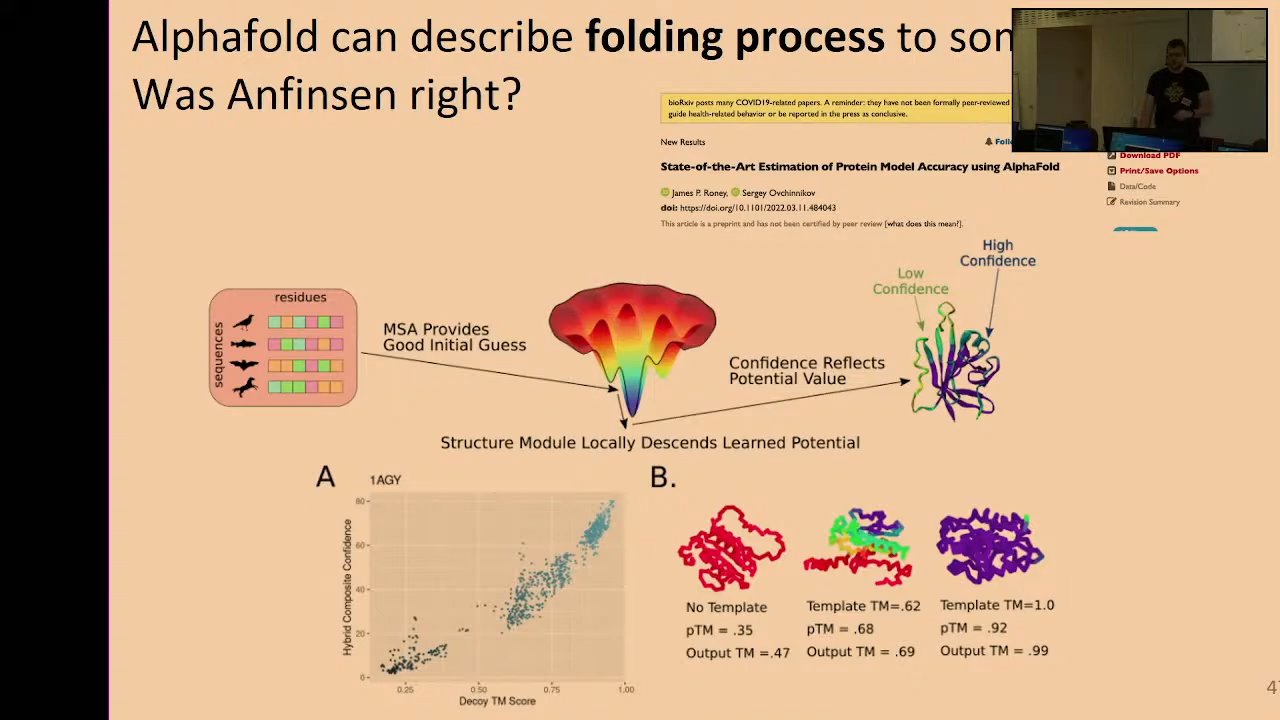 Alphafold can describe folding process to som
Was Anfinsen right?
bioRxiv posts many COVID19-related papers. A reminder: they have not been formally peer-reviewed
guide health-related behavior or be reported in the press as conclusive.
New Results
Follo
State-of-the-Art Estimation of Protein Model Accuracy using AlphaFold
James P. Roney, Sergey Ovchinnikov
doi: https://doi.org/10.1101/2022.03.11.484043
This article is a preprint and has not been certified by peer review [what does this mean?].
Download PDF
Print/Save Options
Data/Code
Revision Summary
residues
sequences
MSA Provides
Good Initial Guess
Confidence Reflects
Potential Value
Low
Confidence
High
Confidence
Structure Module Locally Descends Learned Potential
A
1AGY
Hybrid Composite Confidence
80
60
40
20
0
0.25 0.50 0.75 1.00
Decoy TM Score
B.
No Template
pTM = .35
Output TM =.47
Template TM=.62
pTM = .68
Output TM = .69
Template TM=1.0
pTM = .92
Output TM = .99